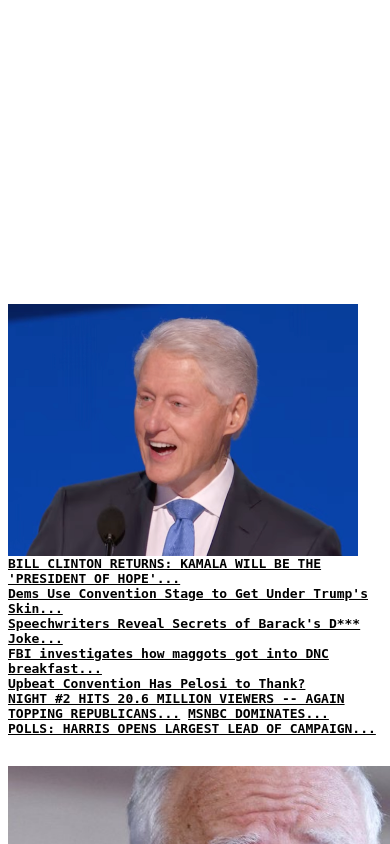 BILL CLINTON RETURNS: KAMALA WILL BE THE
'PRESIDENT OF HOPE'...
Dems Use Convention Stage to Get Under Trump's
Skin...
Speechwriters Reveal Secrets of Barack's D***
Joke...
FBI investigates how maggots got into DNC
breakfast...
Upbeat Convention Has Pelosi to Thank?
NIGHT #2 HITS 20.6 MILLION VIEWERS -- AGAIN
TOPPING REPUBLICANS... MSNBC DOMINATES...
POLLS: HARRIS OPENS LARGEST LEAD OF CAMPAIGN...